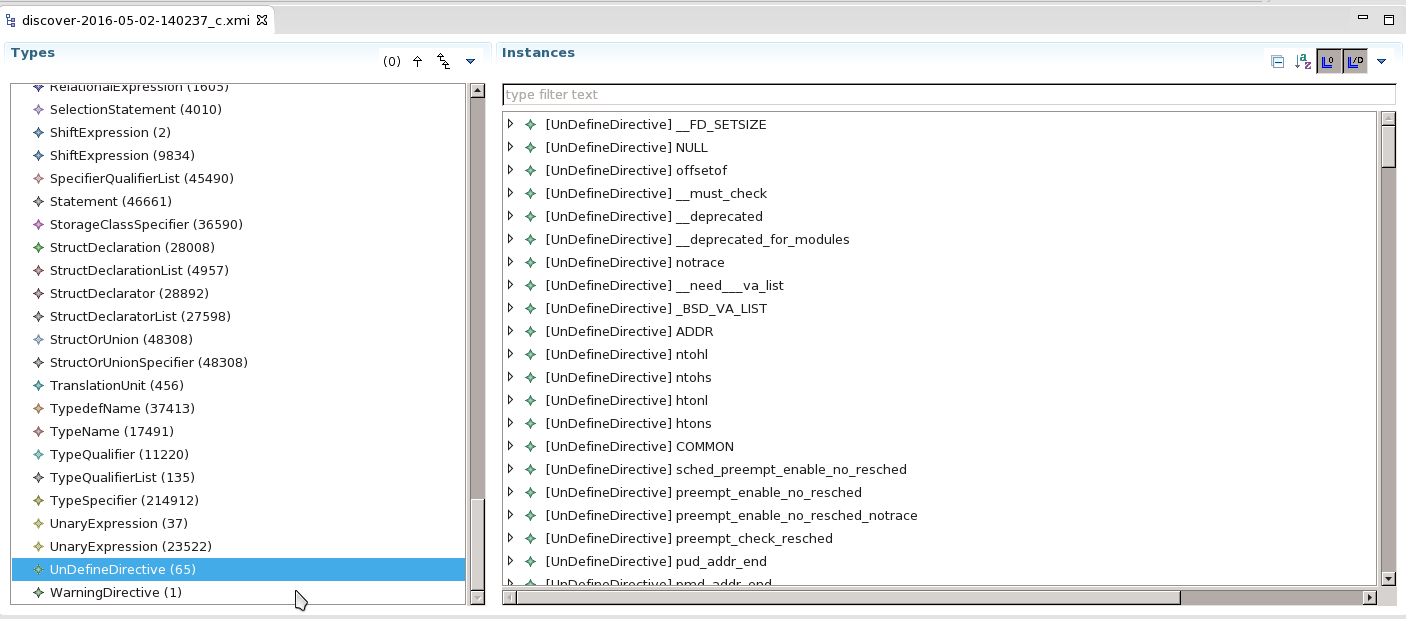 discover-2016-05-02-140237_c.xmi
Types
(0)
RelationalExpression (1605)
SelectionStatement (4010)
ShiftExpression (2)
ShiftExpression (9834)
SpecifierQualifierList (45490)
Statement (46661)
StorageClassSpecifier (36590)
StructDeclaration (28008)
StructDeclarationList (4957)
StructDeclarator (28892)
StructDeclaratorList (27598)
StructOrUnion (48308)
StructOrUnionSpecifier (48308)
TranslationUnit (456)
TypedefName (37413)
TypeName (17491)
TypeQualifier (11220)
TypeQualifierList (135)
TypeSpecifier (214912)
UnaryExpression (37)
UnaryExpression (23522)
UnDefineDirective (65)
WarningDirective (1)
Instances
type filter text
[UnDefineDirective] __FD_SETSIZE
[UnDefineDirective] NULL
[UnDefineDirective] offsetof
[UnDefineDirective] __must_check
[UnDefineDirective] __deprecated
[UnDefineDirective] __deprecated_for_modules
[UnDefineDirective] notrace
[UnDefineDirective] __need___va_list
[UnDefineDirective] _BSD_VA_LIST
[UnDefineDirective] ADDR
[UnDefineDirective] ntohl
[UnDefineDirective] ntohs
[UnDefineDirective] htonl
[UnDefineDirective] htons
[UnDefineDirective] COMMON
[UnDefineDirective] sched_preempt_enable_no_resched
[UnDefineDirective] preempt_enable_no_resched
[UnDefineDirective] preempt_enable_no_resched_notrace
[UnDefineDirective] preempt_check_resched
[UnDefineDirective] pud_addr_end
[UnDefineDirective] pmd_addr_end